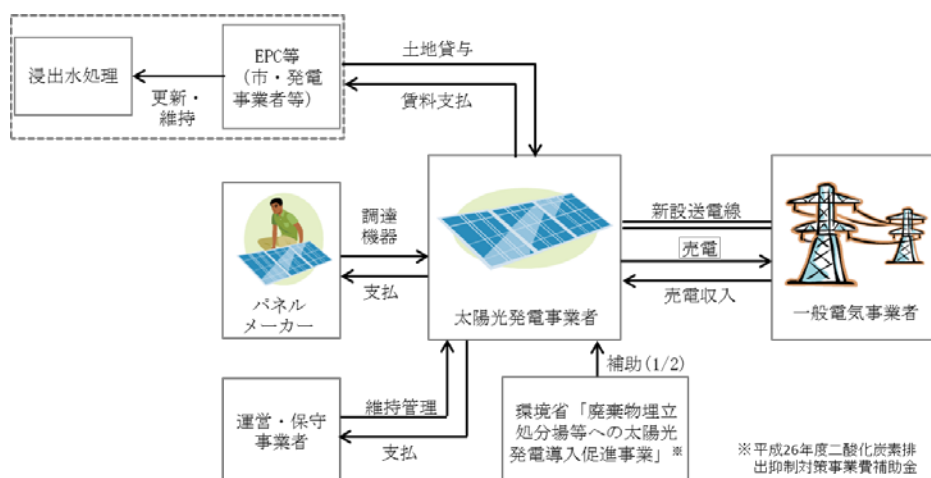 浸出水処理
更新・
維持
EPC等
（市・発電
事業者等）
土地貸与
賃料支払
パネル
メーカー
調達
機器
支払
太陽光発電事業者
新設送電線
売電
売電収入
一般電気事業者
運営・保守
事業者
維持管理
支払
補助(1/2)
環境省「廃棄物埋立
処分場等への太陽光
発電導入促進事業」※
※平成26年度二酸化炭素排
出抑制対策事業費補助金